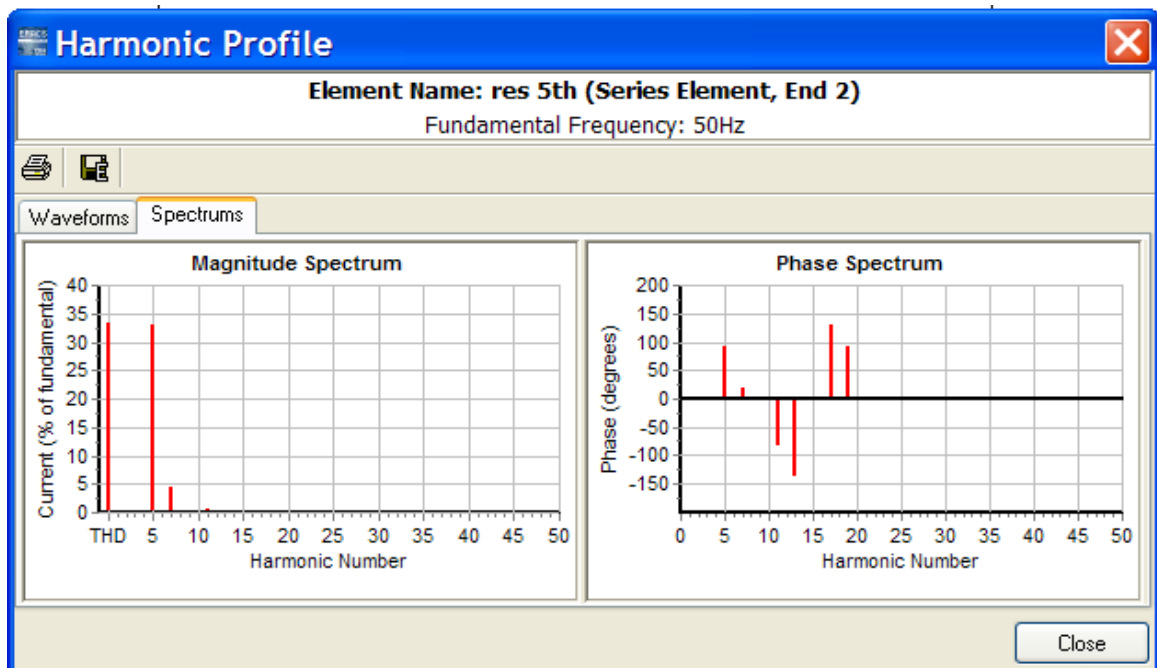 Harmonic Profile
Element Name: res 5th (Series Element, End 2)
Fundamental Frequency: 50Hz
Waveforms Spectrums
Magnitude Spectrum
Current (% of fundamental)
40
35
30
25
20
15
10
5
0
THD 5 10 15 20 25 30 35 40 45 50
Harmonic Number
Phase Spectrum
Phase (degrees)
200
150
100
50
0
-50
-100
-150
0 5 10 15 20 25 30 35 40 45 50
Harmonic Number
Close